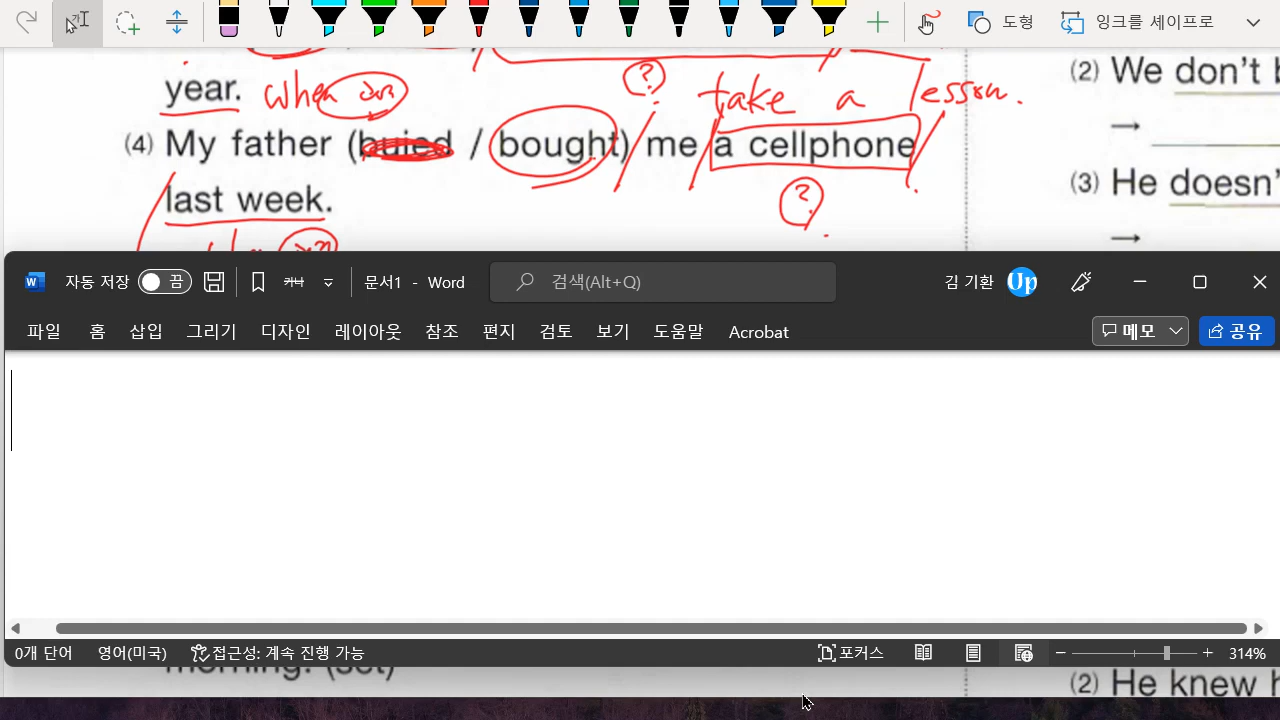 도형
잉크를 셰이프로
year. when
?
take a lesson.
(4) My father (buied / bought) me a cellphone
last week.
?
(2) We don't b
→
(3) He doesn'
→
자동 저장 끔
문서1 - Word
검색(Alt+Q)
김 기환
Up
파일 홈 삽입 그리기 디자인 레이아웃 참조 편지 검토 보기 도움말 Acrobat
메모 공유
0개 단어 영어(미국) 접근성: 계속 진행 가능 포커스 314%
morning. (set)
(2) He knew h